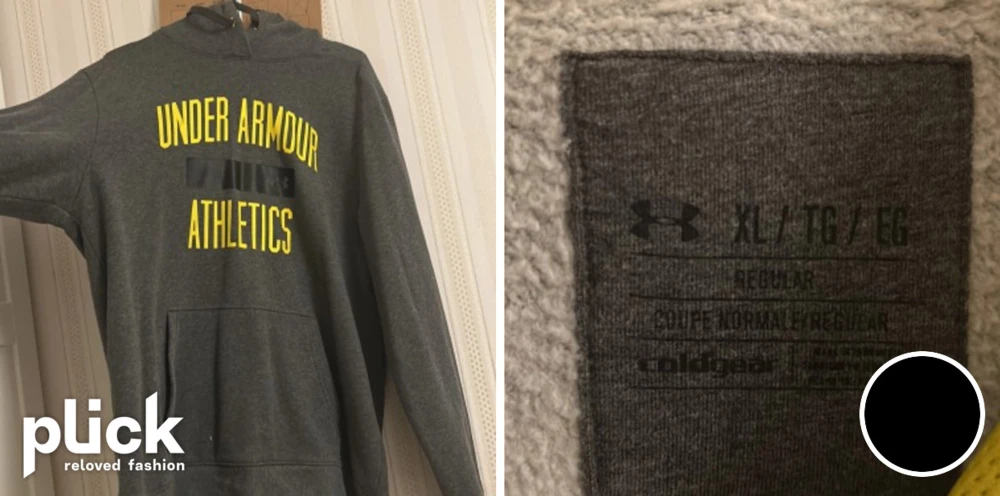 UNDER ARMOUR
ATHLETICS
plick
reloved fashion
XL / TG / EG
REGULAR
COUPE NORMALE/REGULAR
coldgear